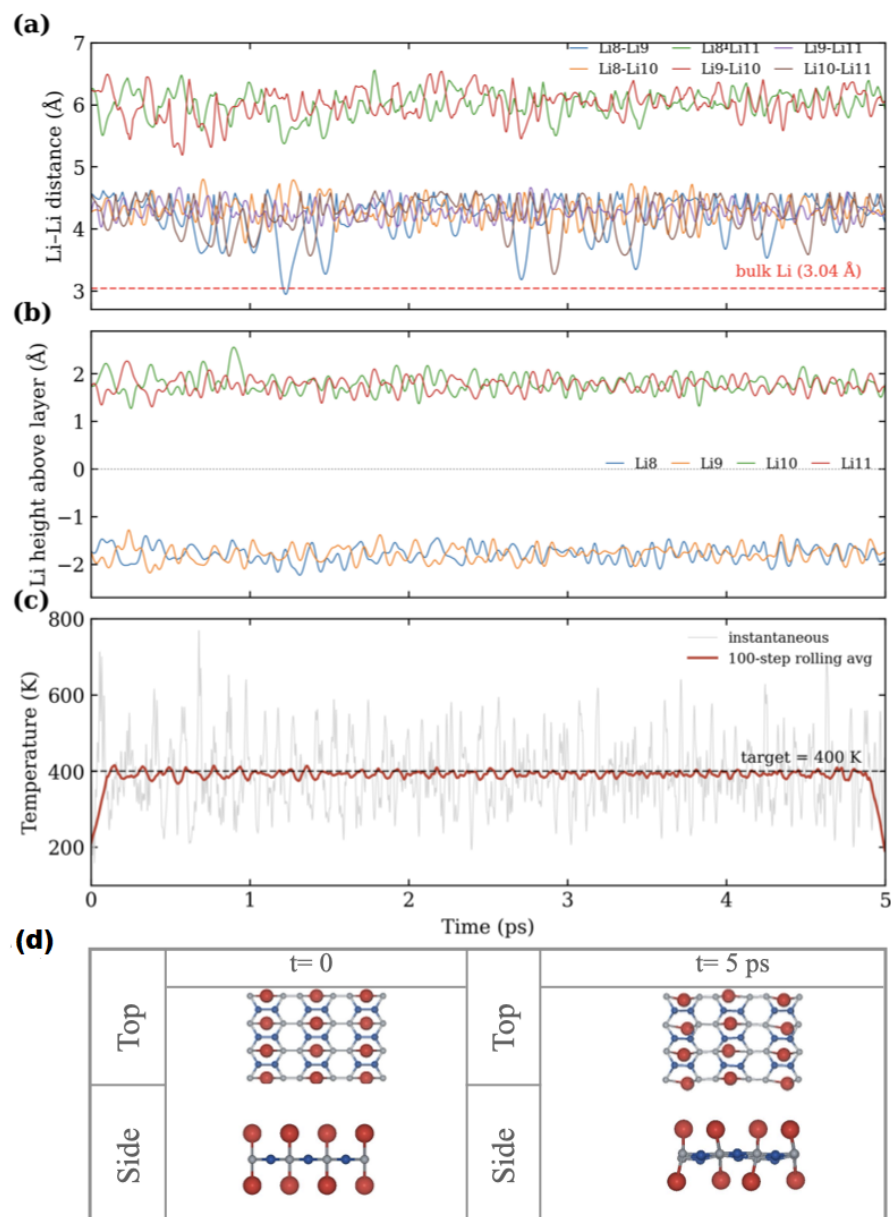 (a)
7
6
5
4
3
Li–Li distance (Å)
Li8-Li9 Li8-Li11 Li9-Li11
Li8-Li10 Li9-Li10 Li10-Li11
bulk Li (3.04 Å)
(b)
2
1
0
−1
−2
Li height above layer (Å)
Li8 Li9 Li10 Li11
(c)
800
600
400
200
Temperature (K)
instantaneous
100-step rolling avg
target = 400 K
0 1 2 3 4 5
Time (ps)
(d)
t= 0 t= 5 ps
Top Top
Side Side